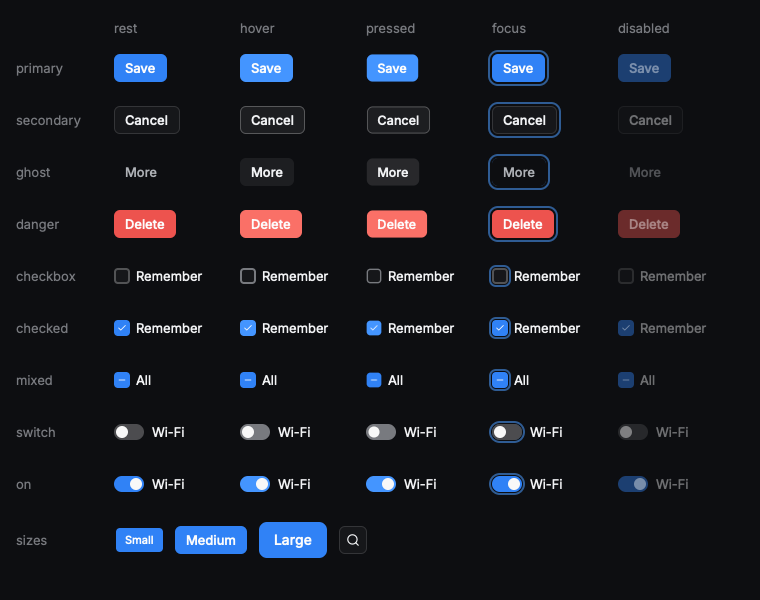 rest hover pressed focus disabled
primary Save Save Save Save Save
secondary Cancel Cancel Cancel Cancel Cancel
ghost More More More More More
danger Delete Delete Delete Delete Delete
checkbox Remember Remember Remember Remember Remember
checked Remember Remember Remember Remember Remember
mixed All All All All All
switch Wi-Fi Wi-Fi Wi-Fi Wi-Fi Wi-Fi
on Wi-Fi Wi-Fi Wi-Fi Wi-Fi Wi-Fi
sizes Small Medium Large